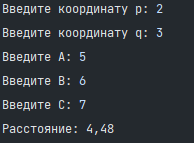 Введите координату p: 2
Введите координату q: 3
Введите A: 5
Введите B: 6
Введите C: 7
Расстояние: 4,48